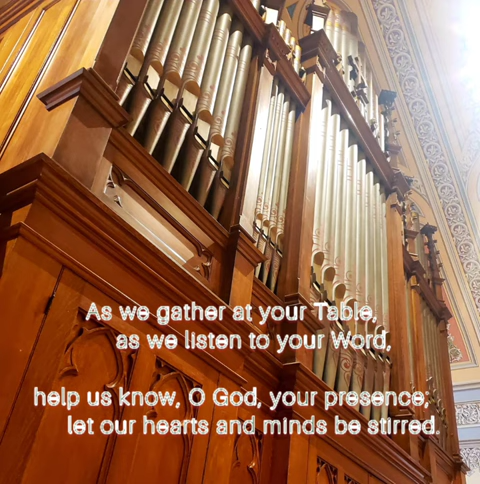 As we gather at your Table,
as we listen to your Word,
help us know, O God, your presence;
let our hearts and minds be stirred.